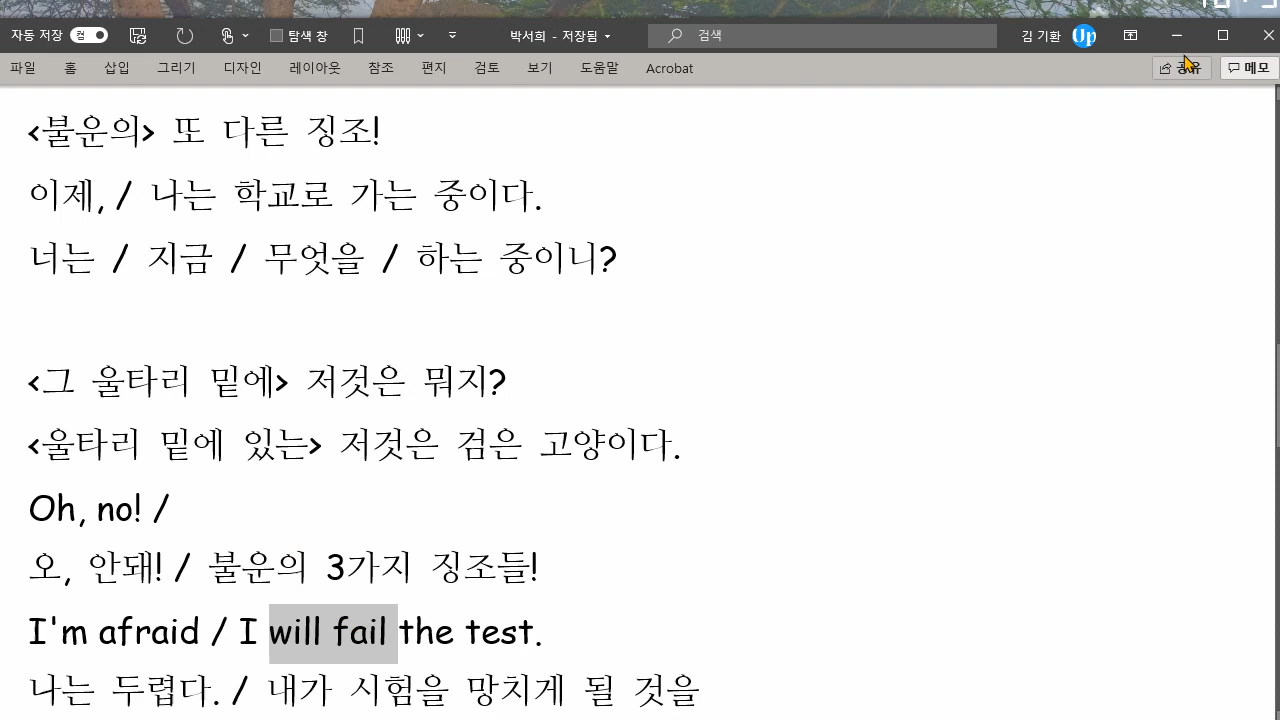 자동 저장 컴 탐색 창 박서희 - 저장됨 검색 김 기환 Up
파일 홈 삽입 그리기 디자인 레이아웃 참조 편지 검토 보기 도움말 Acrobat 공유 메모
<불운의> 또 다른 징조!
이제, / 나는 학교로 가는 중이다.
너는 / 지금 / 무엇을 / 하는 중이니?
<그 울타리 밑에> 저것은 뭐지?
<울타리 밑에 있는> 저것은 검은 고양이다.
Oh, no! /
오, 안돼! / 불운의 3가지 징조들!
I'm afraid / I will fail the test.
나는 두렵다. / 내가 시험을 망치게 될 것을